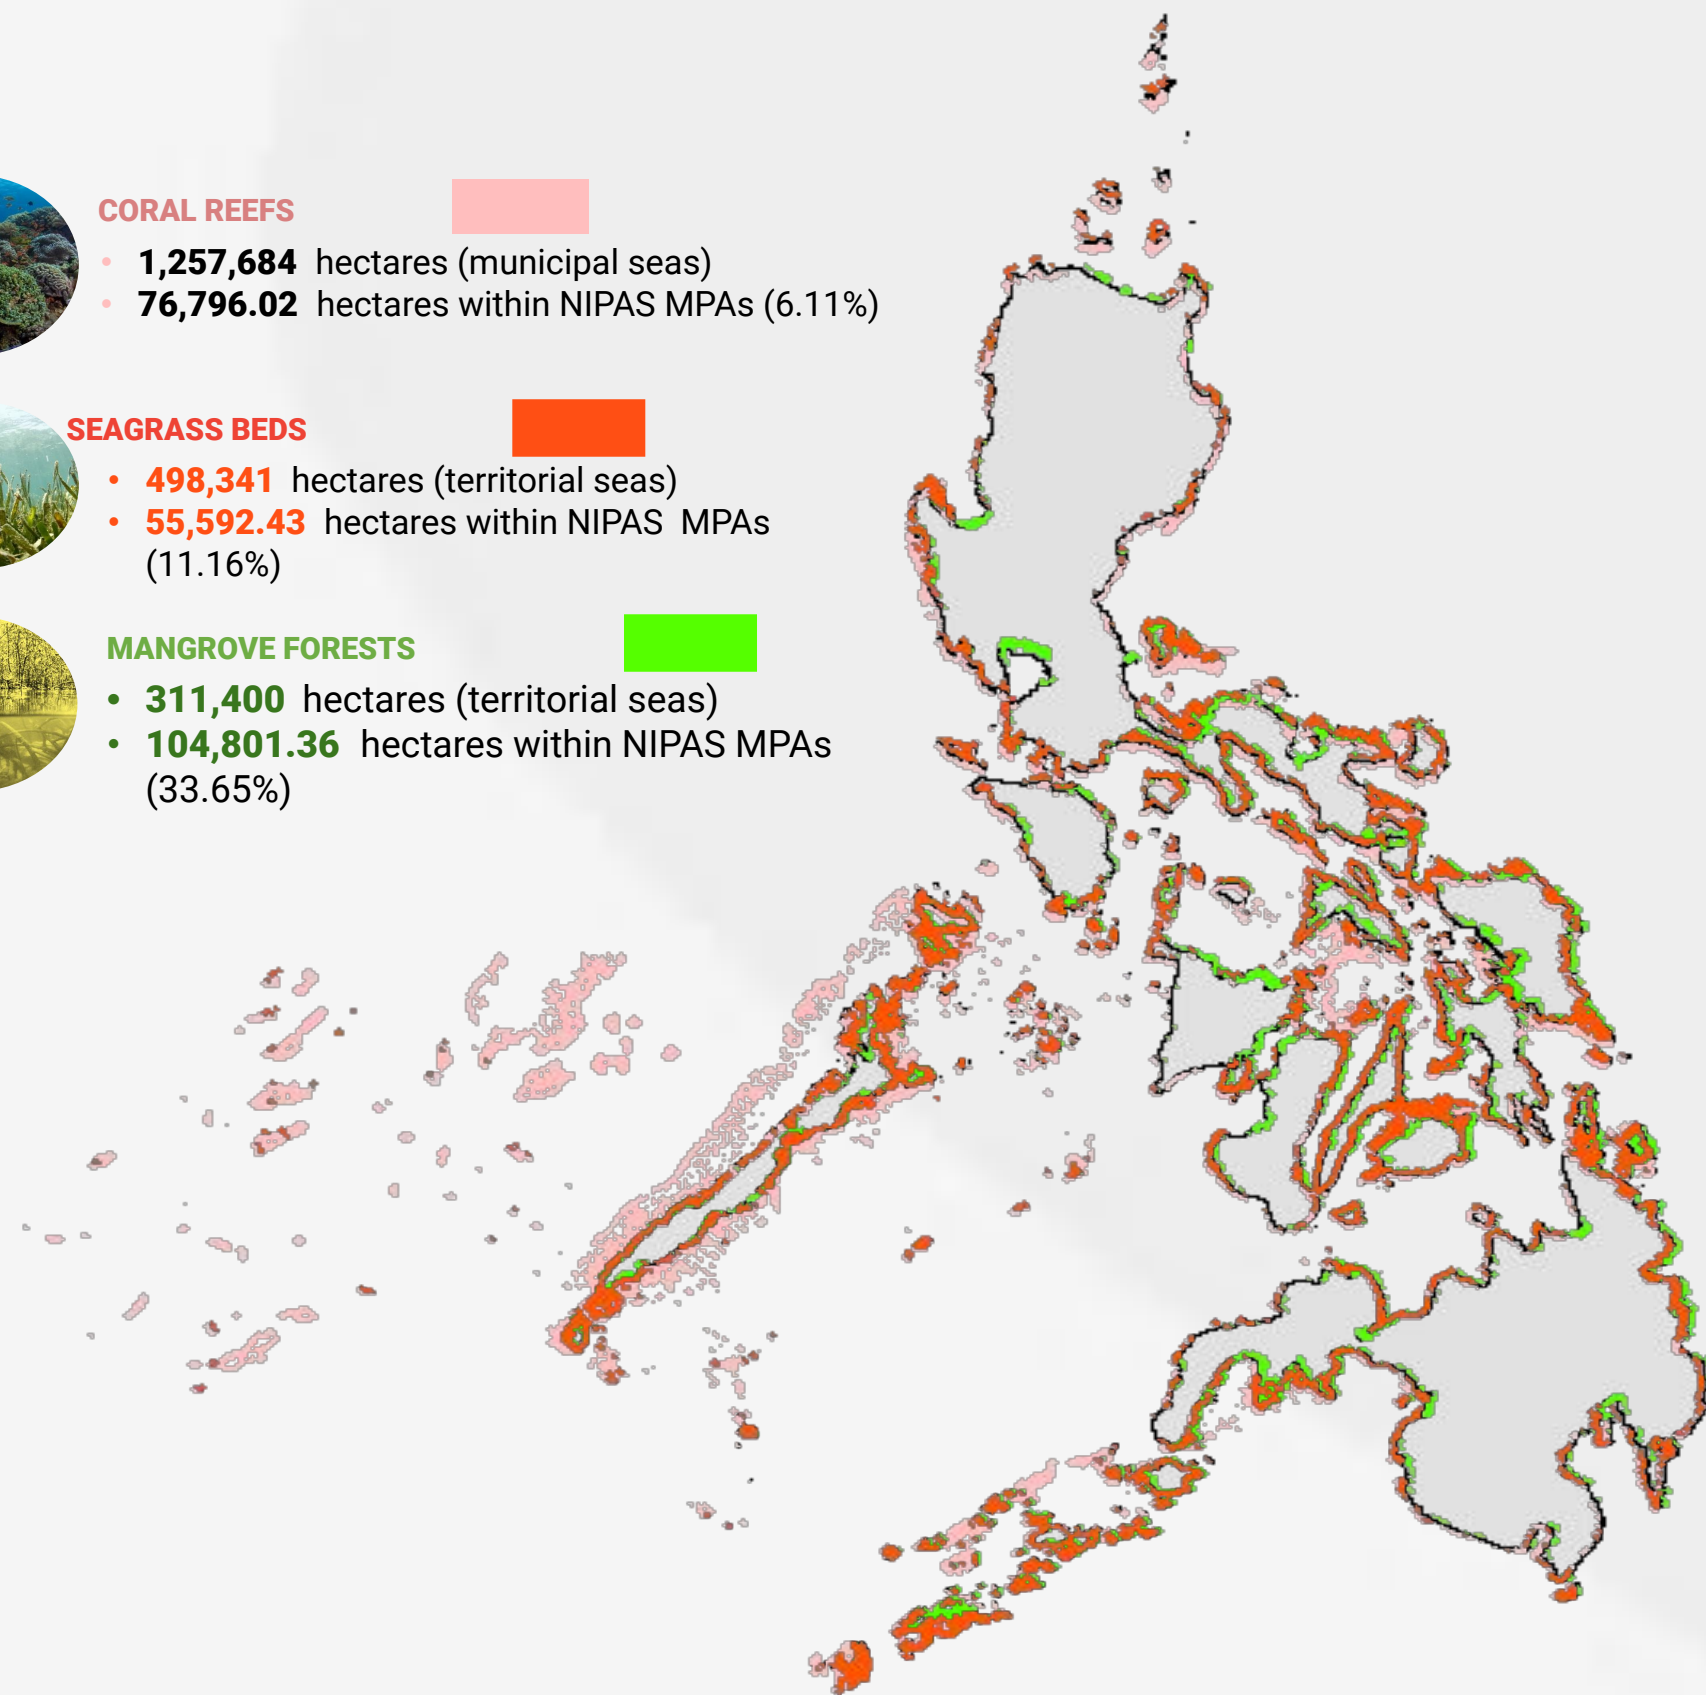 CORAL REEFS
• 1,257,684 hectares (municipal seas)
• 76,796.02 hectares within NIPAS MPAs (6.11%)
SEAGRASS BEDS
• 498,341 hectares (territorial seas)
• 55,592.43 hectares within NIPAS MPAs
(11.16%)
MANGROVE FORESTS
• 311,400 hectares (territorial seas)
• 104,801.36 hectares within NIPAS MPAs
(33.65%)